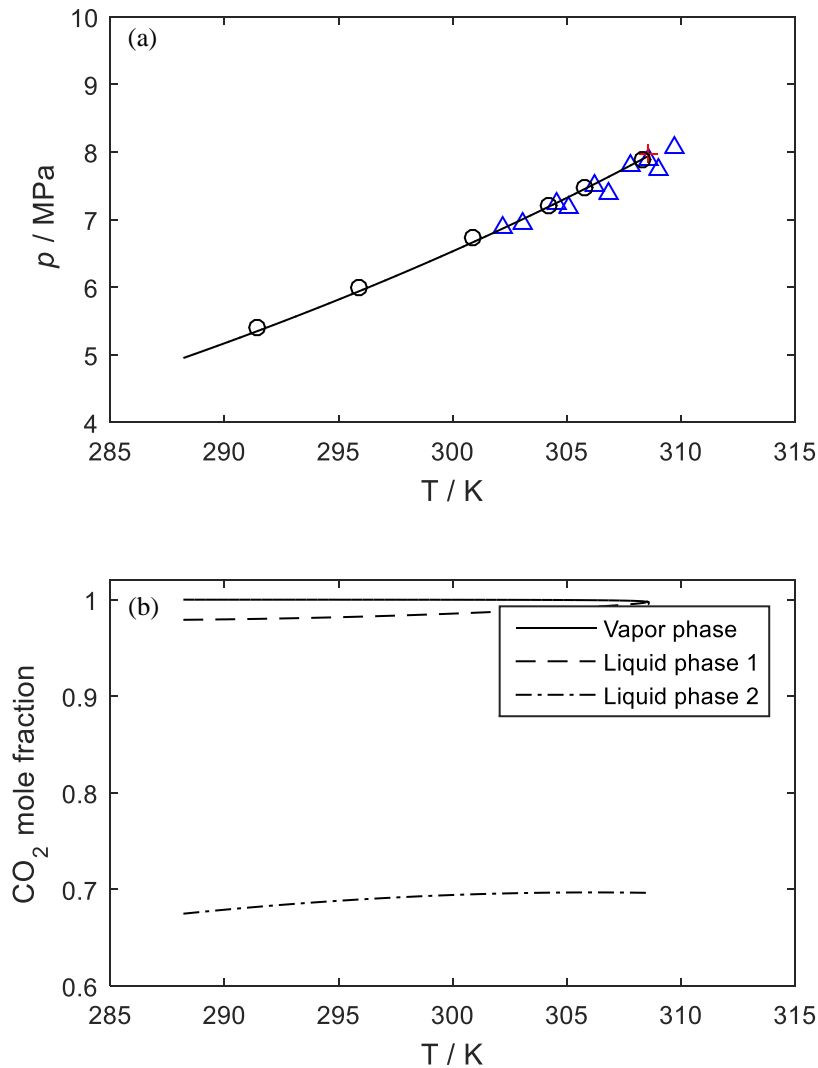 (a)
10
9
8
7
6
5
4
p / MPa
285 290 295 300 305 310 315
T / K
(b)
1
0.9
0.8
0.7
0.6
CO2 mole fraction
Vapor phase
Liquid phase 1
Liquid phase 2
285 290 295 300 305 310 315
T / K